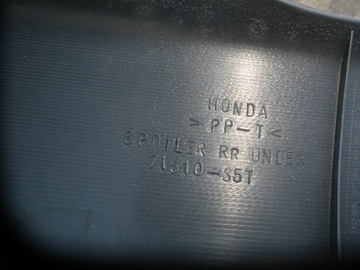 HONDA
> PP-T <
SPOILER RR UNDER
71510-S5T